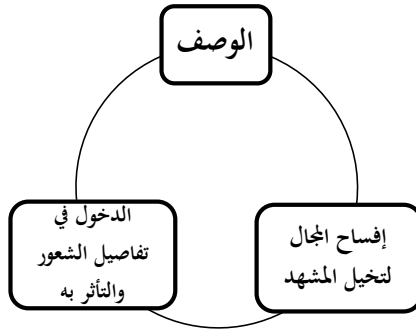 الوصف
إفساح المجال
لتخيل المشهد
الدخول في
تفاصيل الشعور
والتأثر به